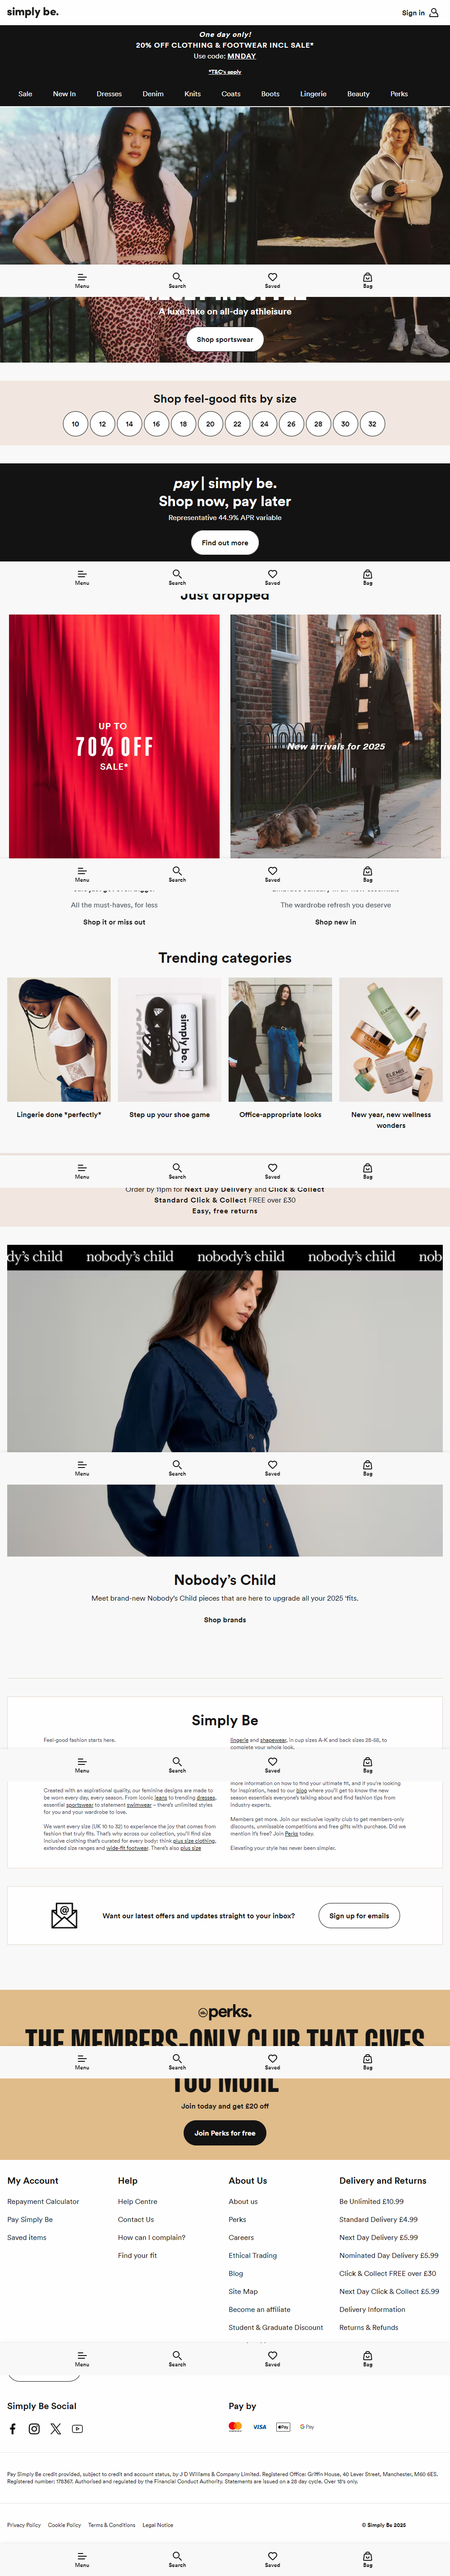 simply be.
Sign in
One day only!
20% OFF CLOTHING & FOOTWEAR INCL SALE*
Use code: MNDAY
*T&C's apply
Sale New In Dresses Denim Knits Coats Boots Lingerie Beauty Perks
Menu Search Saved Bag
A luxe take on all-day athleisure
Shop sportswear
Shop feel-good fits by size
10 12 14 16 18 20 22 24 26 28 30 32
pay | simply be.
Shop now, pay later
Representative 44.9% APR variable
Find out more
Menu Search Saved Bag
Just dropped
UP TO
70% OFF
SALE*
New arrivals for 2025
Menu Search Saved Bag
All the must-haves, for less
Shop it or miss out
The wardrobe refresh you deserve
Shop new in
Trending categories
simply be.
ELEMIS
Lingerie done *perfectly*
Step up your shoe game
Office-appropriate looks
New year, new wellness
wonders
Menu Search Saved Bag
Order by 11pm for Next Day Delivery and Click & Collect
Standard Click & Collect FREE over £30
Easy, free returns
dy's child nobody's child nobody's child nobody's child nob
Menu Search Saved Bag
Nobody's Child
Meet brand-new Nobody's Child pieces that are here to upgrade all your 2025 'fits.
Shop brands
Simply Be
Feel-good fashion starts here.
Menu Search Saved Bag
Created with an aspirational quality, our feminine designs are made to
be worn every day, every season. From iconic jeans to trending dresses,
essential sportswear to statement swimwear – there's unlimited styles
for you and your wardrobe to love.
We want every size (UK 10 to 32) to experience the joy that comes from
fashion that truly fits. That's why across our collection, you'll find size
inclusive clothing that's curated for every body: think plus size clothing,
extended size ranges and wide-fit footwear. There's also plus size
lingerie and shapewear, in cup sizes A-K and back sizes 28-58, to
complete your whole look.
more information on how to find your ultimate fit, and if you're looking
for inspiration, head to our blog where you'll get to know the new
season essentials everyone's talking about and find fashion tips from
industry experts.
Members get more. Join our exclusive loyalty club to get members-only
discounts, unmissable competitions and free gifts with purchase. Did we
mention it's free? Join Perks today.
Elevating your style has never been simpler.
Want our latest offers and updates straight to your inbox?
Sign up for emails
perks.
THE MEMBERS-ONLY CLUB THAT GIVES
Menu Search Saved Bag
YOU MORE
Join today and get £20 off
Join Perks for free
My Account
Repayment Calculator
Pay Simply Be
Saved items
Help
Help Centre
Contact Us
How can I complain?
Find your fit
About Us
About us
Perks
Careers
Ethical Trading
Blog
Site Map
Become an affiliate
Student & Graduate Discount
Delivery and Returns
Be Unlimited £10.99
Standard Delivery £4.99
Next Day Delivery £5.99
Nominated Day Delivery £5.99
Click & Collect FREE over £30
Next Day Click & Collect £5.99
Delivery Information
Returns & Refunds
Menu Search Saved Bag
Simply Be Social
Pay by
VISA
Pay
G Pay
Pay Simply Be credit provided, subject to credit and account status, by J D Williams & Company Limited. Registered Office: Griffin House, 40 Lever Street, Manchester, M60 6ES.
Registered number: 178367. Authorised and regulated by the Financial Conduct Authority. Statements are issued on a 28 day cycle. Over 18's only.
Privacy Policy Cookie Policy Terms & Conditions Legal Notice
© Simply Be 2025
Menu Search Saved Bag